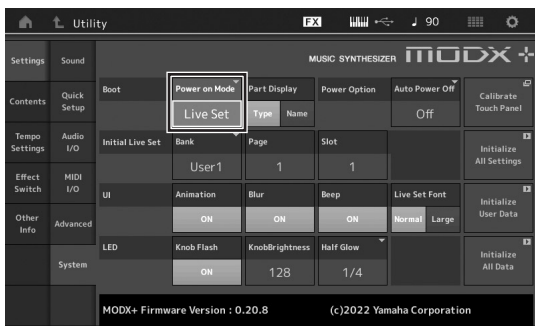 Utility FX 90
Settings Sound MUSIC SYNTHESIZER MODX+
Contents Quick Setup
Tempo Settings Audio I/O
Effect Switch MIDI I/O
Other Info Advanced
System
Boot Power on Mode Part Display Power Option Auto Power Off Calibrate Touch Panel
Live Set Type Name Off
Initial Live Set Bank Page Slot Initialize All Settings
User1 1 1
UI Animation Blur Beep Live Set Font Initialize User Data
ON ON ON Normal Large
LED Knob Flash KnobBrightness Half Glow Initialize All Data
ON 128 1/4
MODX+ Firmware Version : 0.20.8 (c)2022 Yamaha Corporation